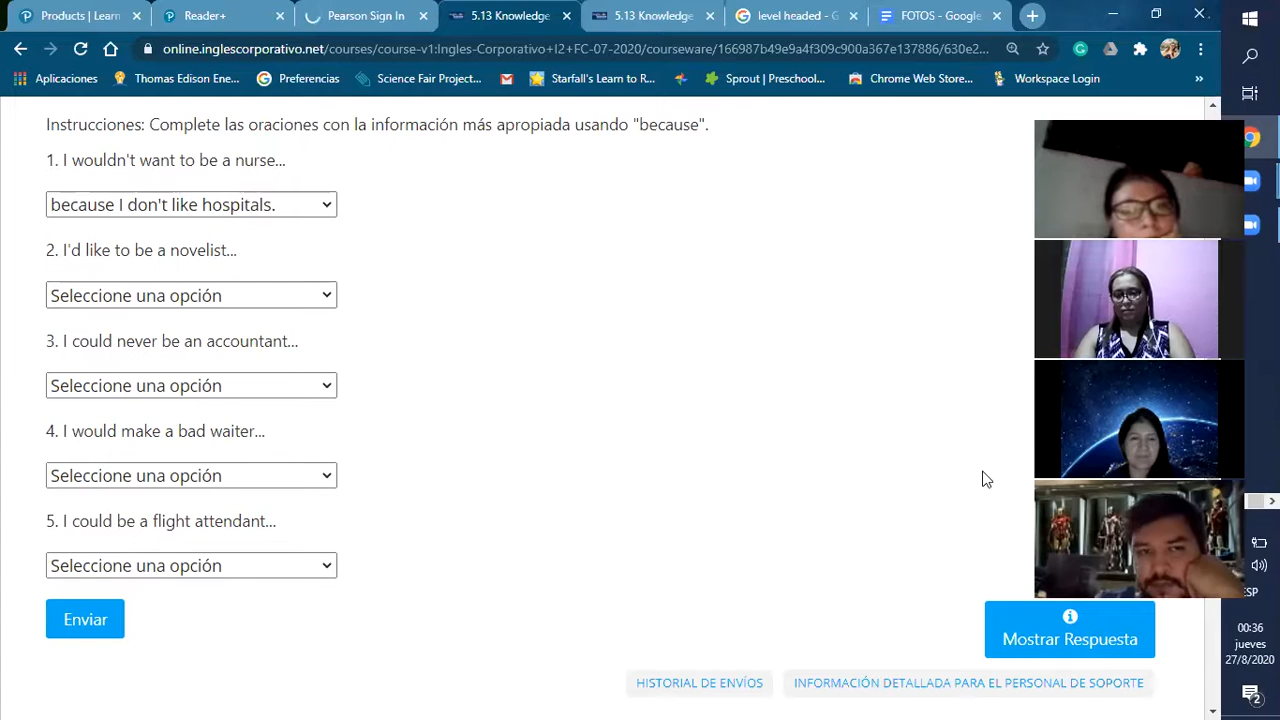 Products | Learn
Reader+
Pearson Sign In
5.13 Knowledge
5.13 Knowledge
level headed - G
FOTOS - Google
online.inglescorporativo.net/courses/course-v1:Ingles-Corporativo+I2+FC-07-2020/courseware/166987b49e9a4f309c900a367e137886/630e2...
Aplicaciones
Thomas Edison Ene...
Preferencias
Science Fair Project...
Starfall's Learn to R...
Sprout | Preschool...
Chrome Web Store...
Workspace Login
»
Instrucciones: Complete las oraciones con la información más apropiada usando "because".
1. I wouldn't want to be a nurse...
because I don't like hospitals.
2. I'd like to be a novelist...
Seleccione una opción
3. I could never be an accountant...
Seleccione una opción
4. I would make a bad waiter...
Seleccione una opción
5. I could be a flight attendant...
Seleccione una opción
Enviar
Mostrar Respuesta
HISTORIAL DE ENVÍOS
INFORMACIÓN DETALLADA PARA EL PERSONAL DE SOPORTE
ESP
00:36
jueves
27/8/2020
2